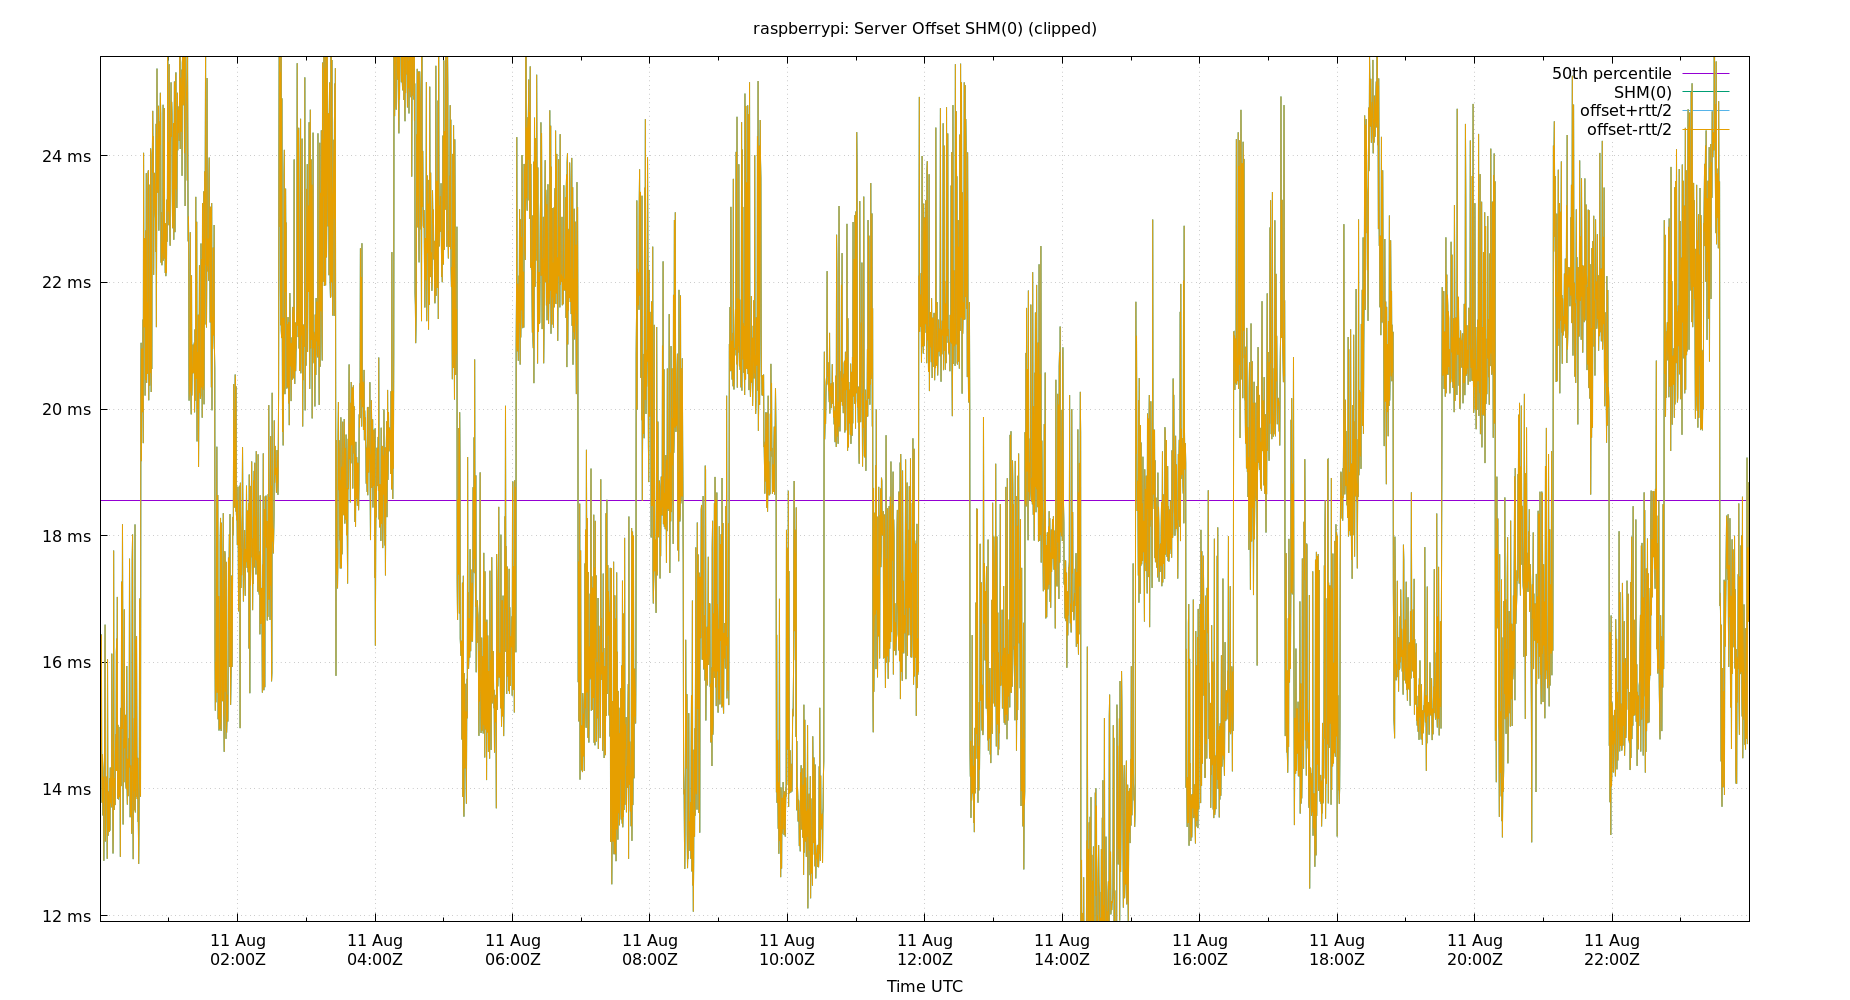 raspberrypi: Server Offset SHM(0) (clipped)
50th percentile
SHM(0)
offset+rtt/2
offset-rtt/2
24 ms
22 ms
20 ms
18 ms
16 ms
14 ms
12 ms
11 Aug 11 Aug 11 Aug 11 Aug 11 Aug 11 Aug 11 Aug 11 Aug 11 Aug 11 Aug 11 Aug
02:00Z 04:00Z 06:00Z 08:00Z 10:00Z 12:00Z 14:00Z 16:00Z 18:00Z 20:00Z 22:00Z
Time UTC